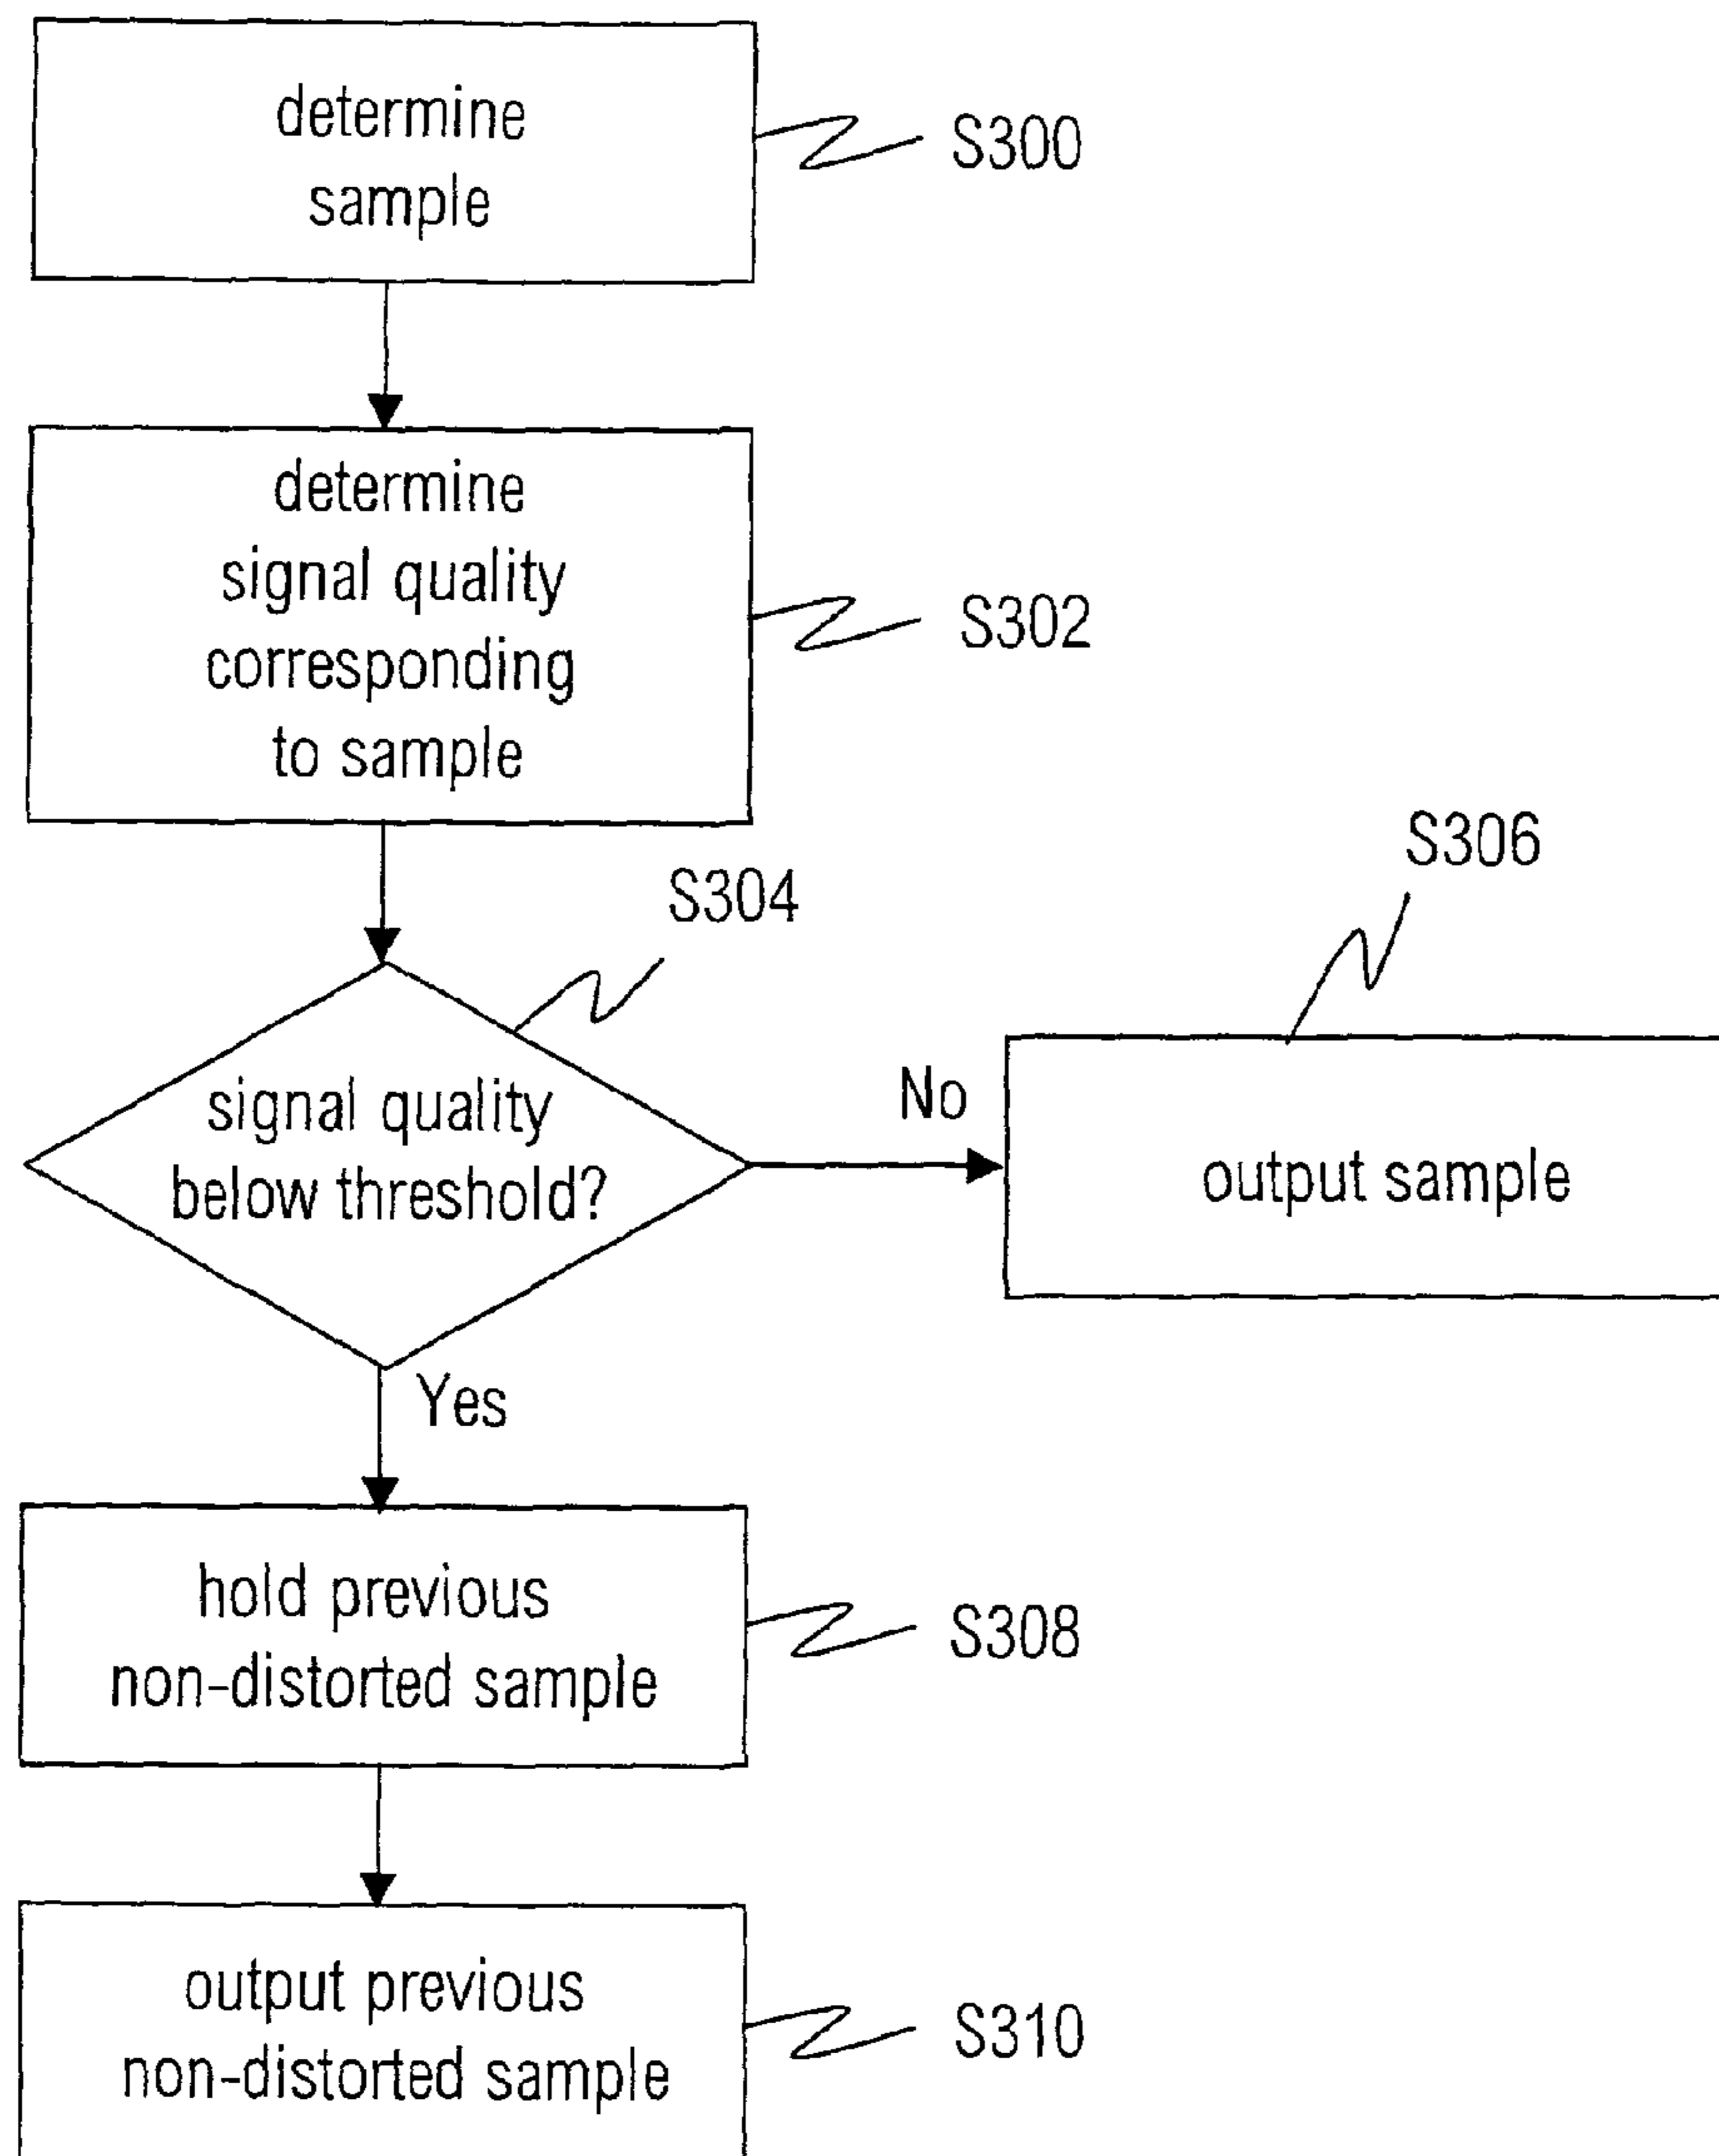 determine
sample
S300
determine
signal quality
corresponding
to sample
S302
S304
S306
signal quality
below threshold?
No
output sample
Yes
hold previous
non-distorted sample
S308
output previous
non-distorted sample
S310